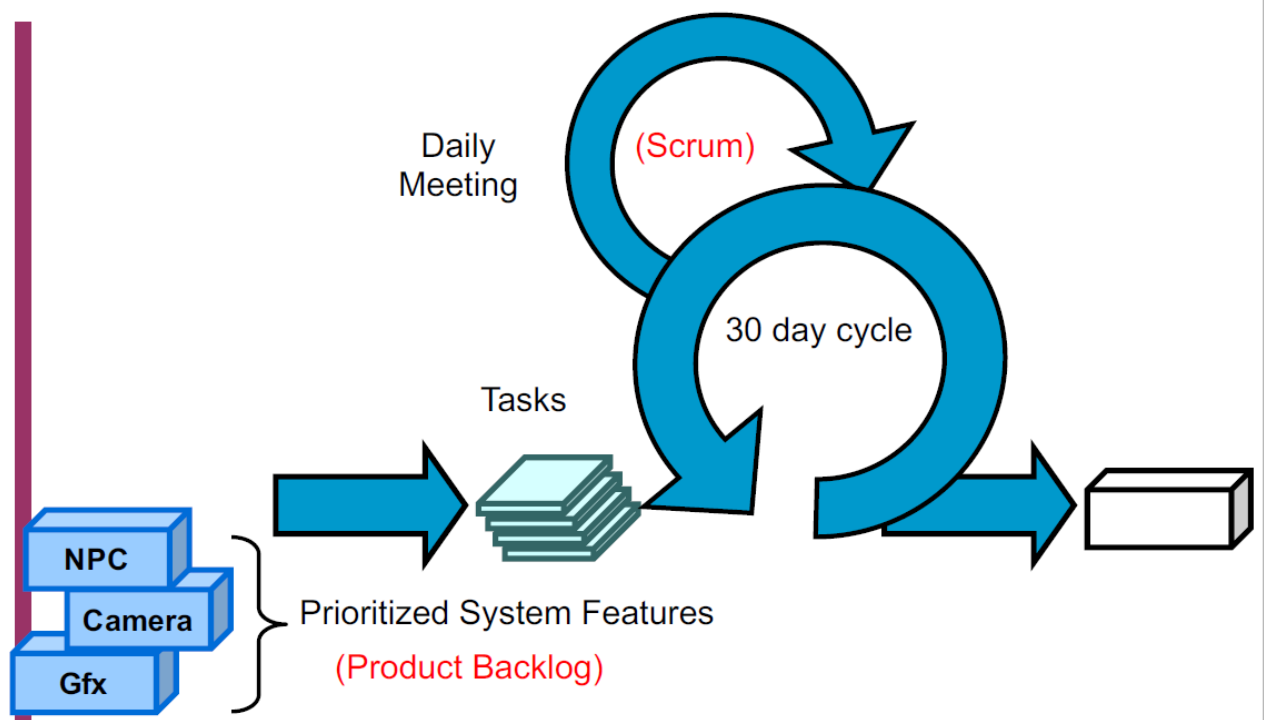 Daily
Meeting
(Scrum)
30 day cycle
Tasks
NPC
Camera
Gfx
Prioritized System Features
(Product Backlog)